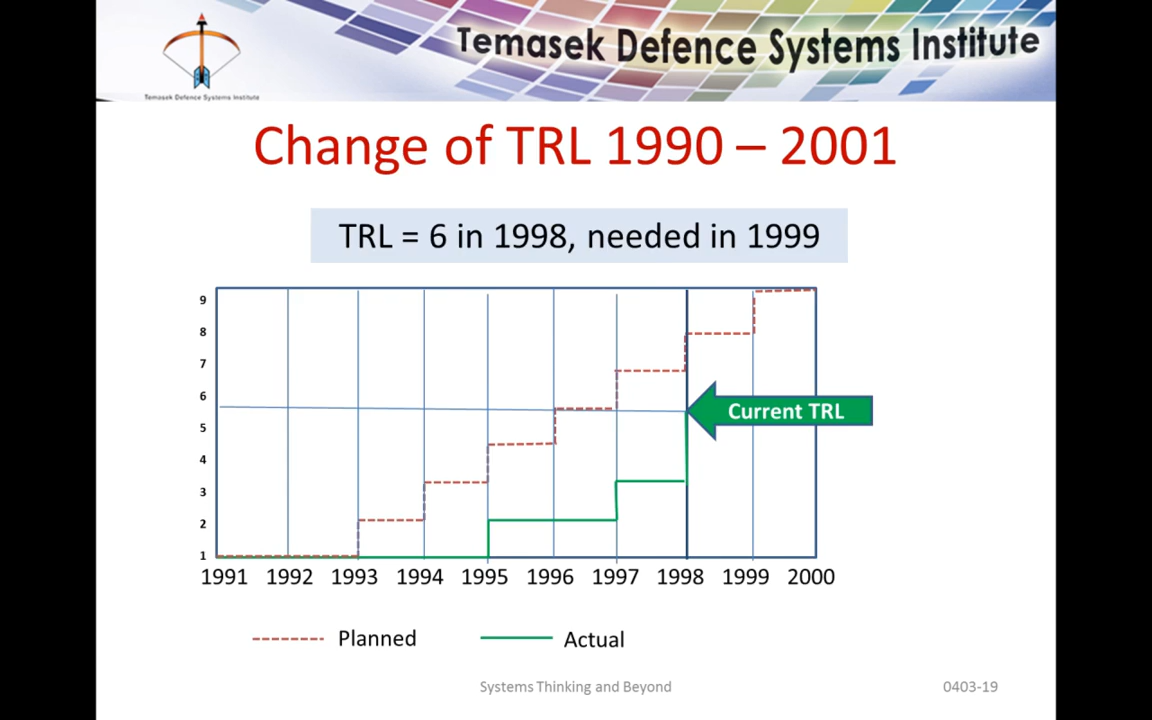 Temasek Defence Systems Institute
Temasek Defence Systems Institute
Change of TRL 1990 – 2001
TRL = 6 in 1998, needed in 1999
9
8
7
6
5
4
3
2
1
Current TRL
1991 1992 1993 1994 1995 1996 1997 1998 1999 2000
Planned Actual
Systems Thinking and Beyond 0403-19